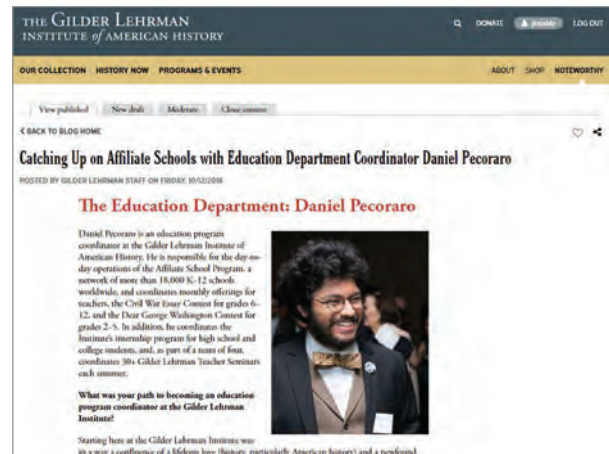 THE GILDER LEHRMAN
INSTITUTE of AMERICAN HISTORY
DONATE
LOG OUT
OUR COLLECTION HISTORY NOW PROGRAMS & EVENTS
ABOUT SHOP NOTEWORTHY
View published New draft Moderate Clone content
< BACK TO BLOG HOME
Catching Up on Affiliate Schools with Education Department Coordinator Daniel Pecoraro
POSTED BY GILDER LEHRMAN STAFF ON FRIDAY, 10/12/2018
The Education Department: Daniel Pecoraro
Daniel Pecoraro is an education program
coordinator at the Gilder Lehrman Institute of
American History. He is responsible for the day-to-
day operations of the Affiliate School Program, a
network of more than 18,000 K–12 schools
worldwide, and coordinates monthly offerings for
teachers, the Civil War Essay Contest for grades 6–
12, and the Dear George Washington Contest for
grades 2–5. In addition, he coordinates the
Institute's internship program for high school and
college students, and, as part of a team of four,
coordinates 30+ Gilder Lehrman Teacher Seminars
each summer.
What was your path to becoming an education
program coordinator at the Gilder Lehrman
Institute?
Starting here at the Gilder Lehrman Institute was
in a way a confluence of a lifelong love (history, particularly American history) and a newfound